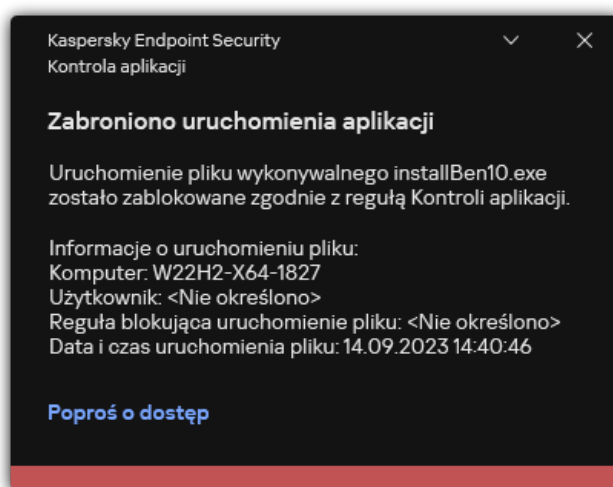 Kaspersky Endpoint Security
Kontrola aplikacji
Zabroniono uruchomienia aplikacji
Uruchomienie pliku wykonywalnego installBen10.exe
zostało zablokowane zgodnie z regułą Kontroli aplikacji.
Informacje o uruchomieniu pliku:
Komputer: W22H2-X64-1827
Użytkownik: <Nie określono>
Reguła blokująca uruchomienie pliku: <Nie określono>
Data i czas uruchomienia pliku: 14.09.2023 14:40:46
Poproś o dostęp